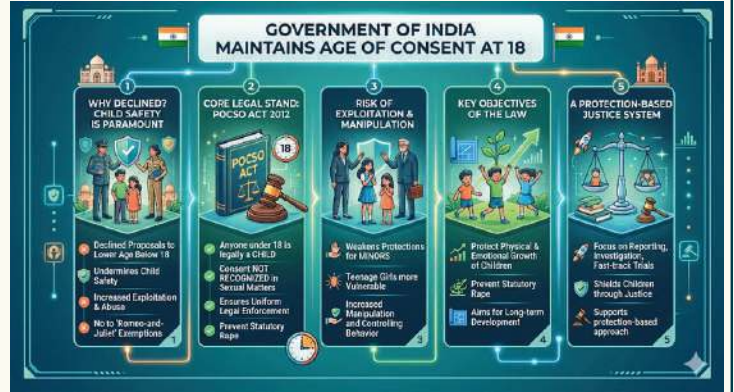 GOVERNMENT OF INDIA
MAINTAINS AGE OF CONSENT AT 18
1
WHY DECLINED?
CHILD SAFETY
IS PARAMOUNT
Declined Proposals to
Lower Age Below 18
Undermines Child
Safety
Increased Exploitation
& Abuse
No to 'Romeo-and-
Juliet' Exemptions
1
2
CORE LEGAL STAND:
POCSO ACT 2012
POCSO
ACT
18
Anyone under 18 is
legally a CHILD
Consent NOT
RECOGNIZED in
Sexual Matters
Ensures Uniform
Legal Enforcement
Prevent Statutory
Rape
3
RISK OF
EXPLOITATION &
MANIPULATION
Weakens Protections
for MINORS
Teenage Girls more
Vulnerable
Increased
Manipulation
and Controlling
Behavior
3
4
KEY OBJECTIVES
OF THE LAW
Protect Physical &
Emotional Growth
of Children
Prevent Statutory
Rape
Aims for Long-term
Development
4
5
A PROTECTION-BASED
JUSTICE SYSTEM
Focus on Reporting,
Investigation,
Fast-track Trials
Shields Children
through Justice
Supports
protection-based
approach
5